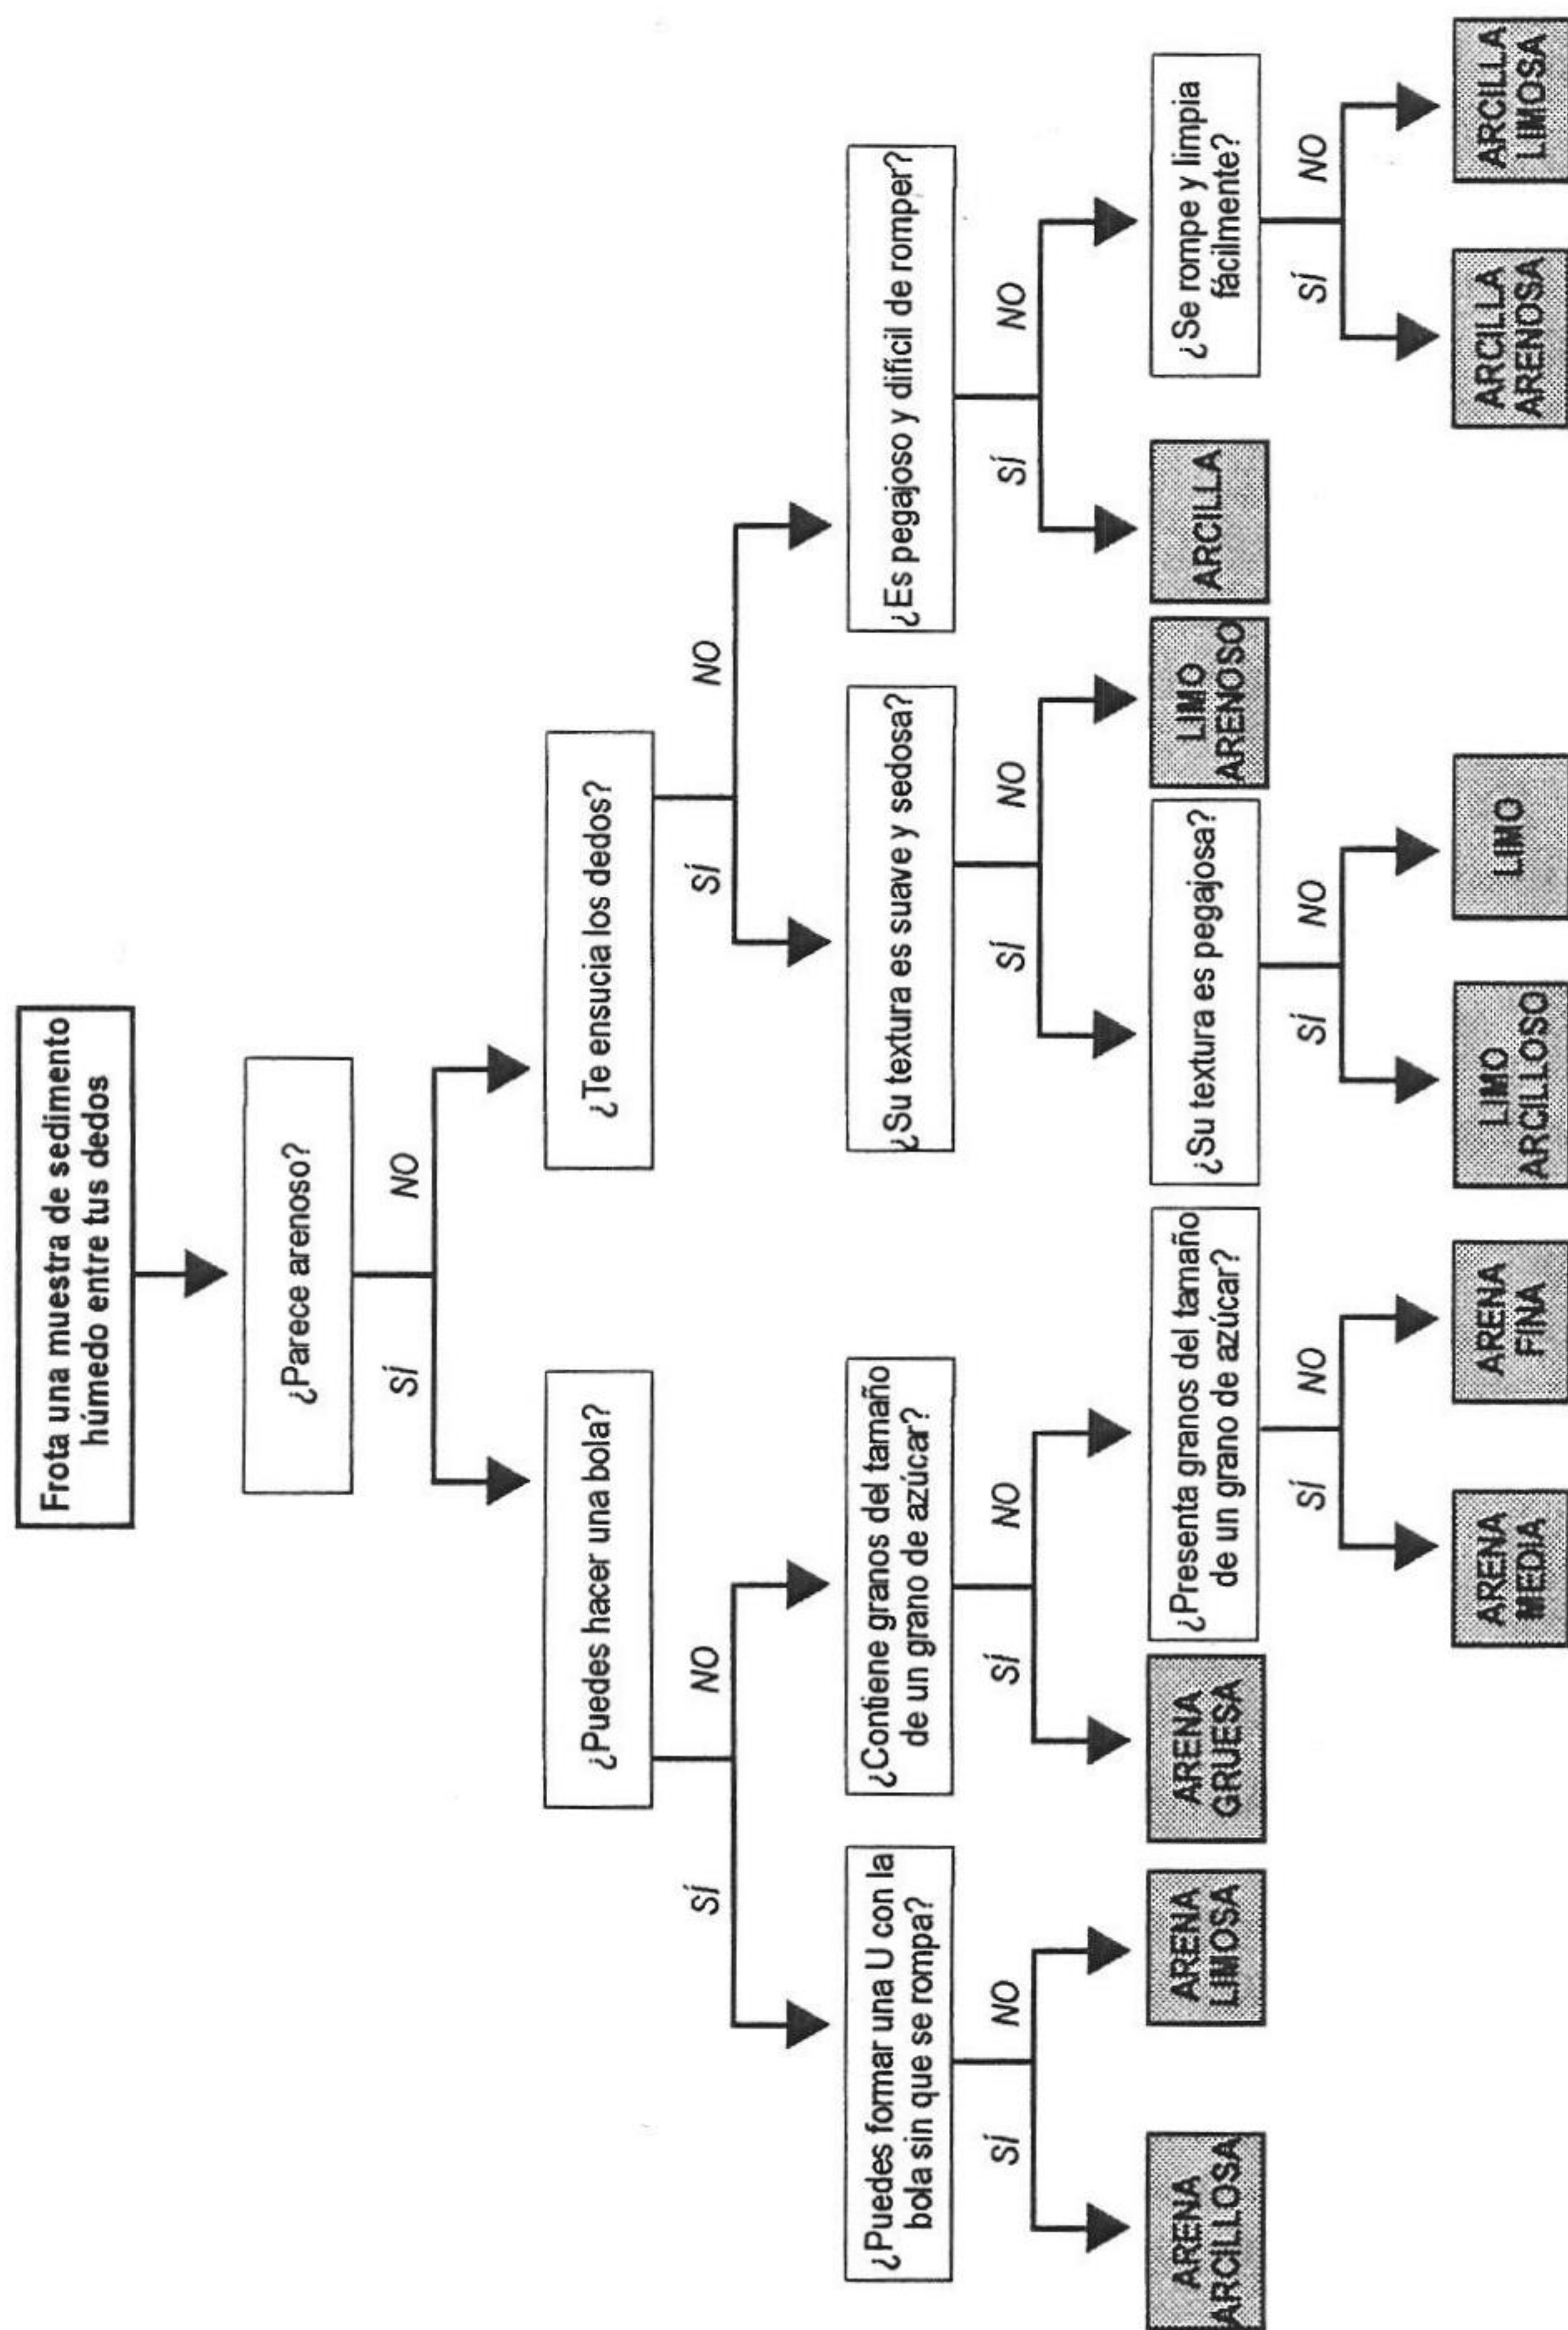 Frota una muestra de sedimento
húmedo entre tus dedos
¿Parece arenoso?
SÍ
NO
¿Puedes hacer una bola?
¿Te ensucia los dedos?
SÍ
NO
SÍ
NO
¿Puedes formar una U con la
bola sin que se rompa?
¿Contiene granos del tamaño
de un grano de azúcar?
¿Su textura es suave y sedosa?
¿Es pegajoso y difícil de romper?
SÍ
NO
SÍ
NO
SÍ
NO
SÍ
NO
ARENA
ARCILLOSA
ARENA
LIMOSA
ARENA
GRUESA
¿Presenta granos del tamaño
de un grano de azúcar?
¿Su textura es pegajosa?
LIMO
ARENOSO
ARCILLA
¿Se rompe y limpia
fácilmente?
SÍ
NO
SÍ
NO
SÍ
NO
ARENA
MEDIA
ARENA
FINA
LIMO
ARCILLOSO
LIMO
ARCILLA
ARENOSA
ARCILLA
LIMOSA